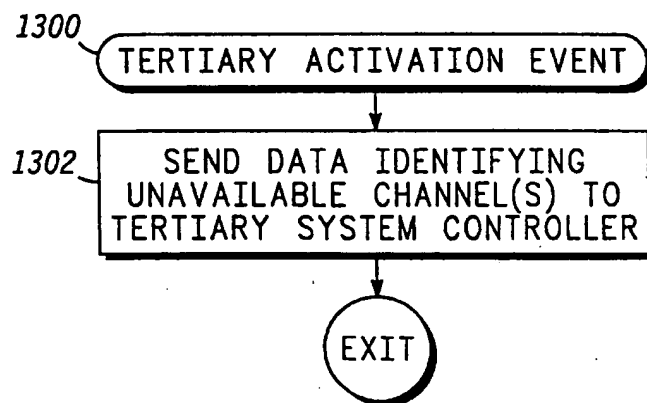 1300
TERTIARY ACTIVATION EVENT
1302
SEND DATA IDENTIFYING
UNAVAILABLE CHANNEL(S) TO
TERTIARY SYSTEM CONTROLLER
EXIT